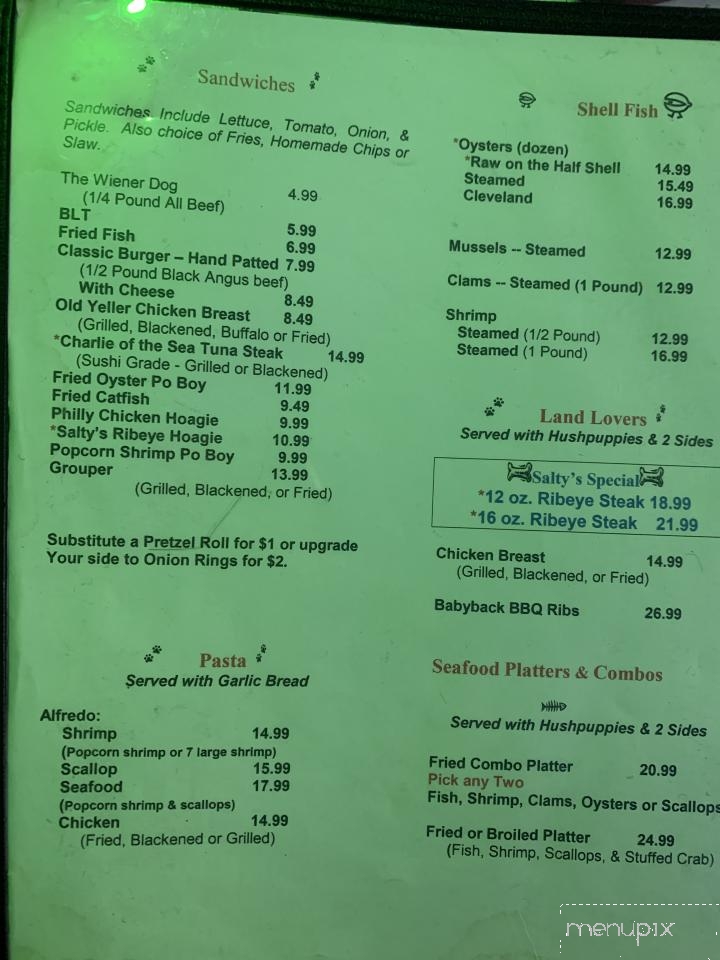 Sandwiches
Sandwiches Include Lettuce, Tomato, Onion, &
Pickle. Also choice of Fries, Homemade Chips or
Slaw.
The Wiener Dog 4.99
(1/4 Pound All Beef)
BLT 5.99
Fried Fish 6.99
Classic Burger – Hand Patted 7.99
(1/2 Pound Black Angus beef)
With Cheese 8.49
Old Yeller Chicken Breast 8.49
(Grilled, Blackened, Buffalo or Fried)
*Charlie of the Sea Tuna Steak 14.99
(Sushi Grade - Grilled or Blackened)
Fried Oyster Po Boy 11.99
Fried Catfish 9.49
Philly Chicken Hoagie 9.99
*Salty's Ribeye Hoagie 10.99
Popcorn Shrimp Po Boy 9.99
Grouper 13.99
(Grilled, Blackened, or Fried)
Substitute a Pretzel Roll for $1 or upgrade
Your side to Onion Rings for $2.
Pasta
Served with Garlic Bread
Alfredo:
Shrimp 14.99
(Popcorn shrimp or 7 large shrimp)
Scallop 15.99
Seafood 17.99
(Popcorn shrimp & scallops)
Chicken 14.99
(Fried, Blackened or Grilled)
Shell Fish
*Oysters (dozen)
*Raw on the Half Shell 14.99
Steamed 15.49
Cleveland 16.99
Mussels -- Steamed 12.99
Clams -- Steamed (1 Pound) 12.99
Shrimp
Steamed (1/2 Pound) 12.99
Steamed (1 Pound) 16.99
Land Lovers
Served with Hushpuppies & 2 Sides
Salty's Special
*12 oz. Ribeye Steak 18.99
*16 oz. Ribeye Steak 21.99
Chicken Breast 14.99
(Grilled, Blackened, or Fried)
Babyback BBQ Ribs 26.99
Seafood Platters & Combos
Served with Hushpuppies & 2 Sides
Fried Combo Platter 20.99
Pick any Two
Fish, Shrimp, Clams, Oysters or Scallops
Fried or Broiled Platter 24.99
(Fish, Shrimp, Scallops, & Stuffed Crab)
menupix